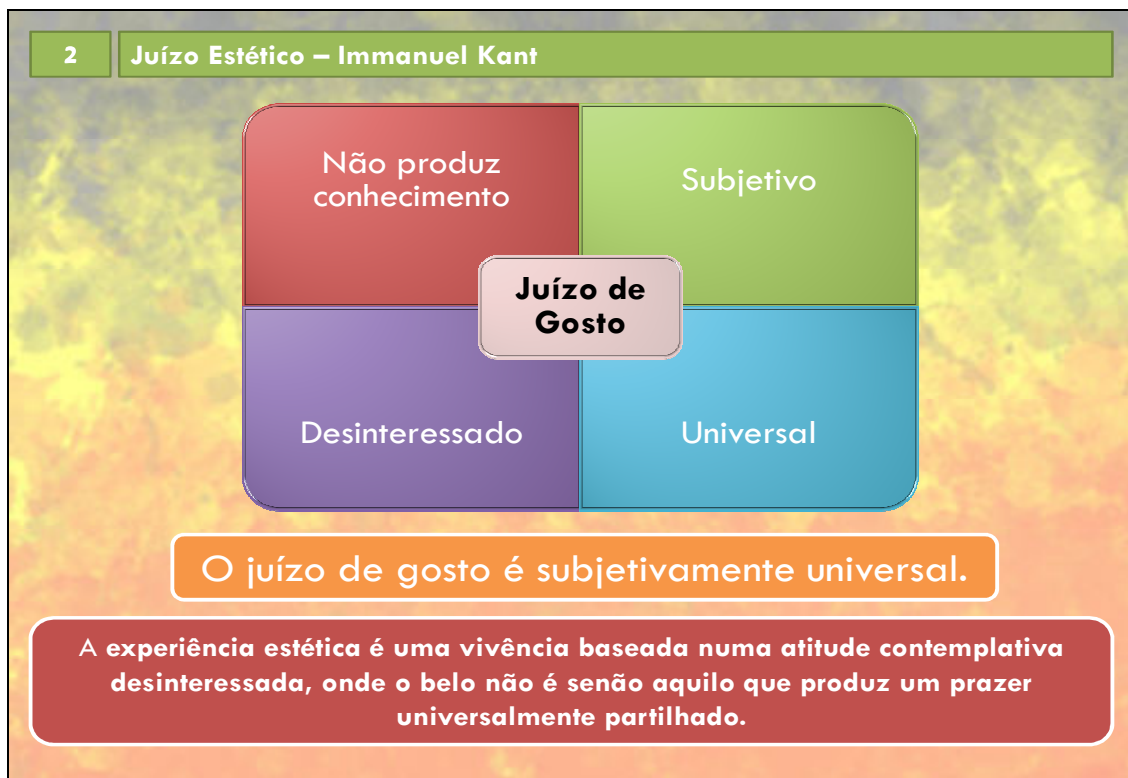 2
Juízo Estético – Immanuel Kant
Não produz
conhecimento
Subjetivo
Juízo de
Gosto
Desinteressado
Universal
O juízo de gosto é subjetivamente universal.
A experiência estética é uma vivência baseada numa atitude contemplativa
desinteressada, onde o belo não é senão aquilo que produz um prazer
universalmente partilhado.